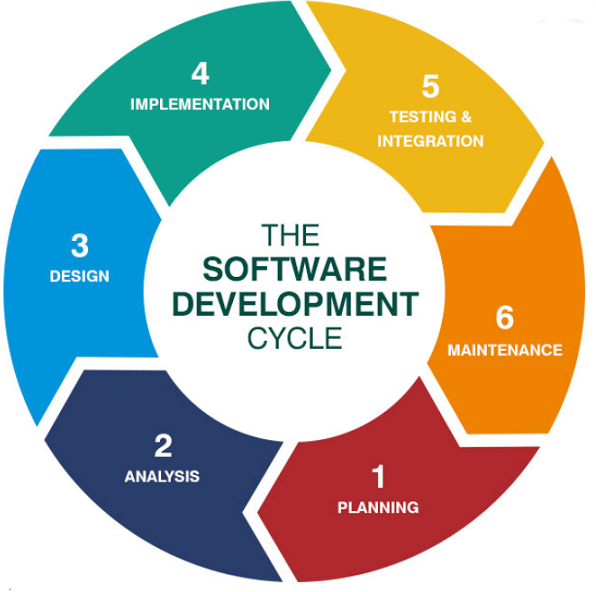 THE
SOFTWARE
DEVELOPMENT
CYCLE
1
PLANNING
2
ANALYSIS
3
DESIGN
4
IMPLEMENTATION
5
TESTING &
INTEGRATION
6
MAINTENANCE